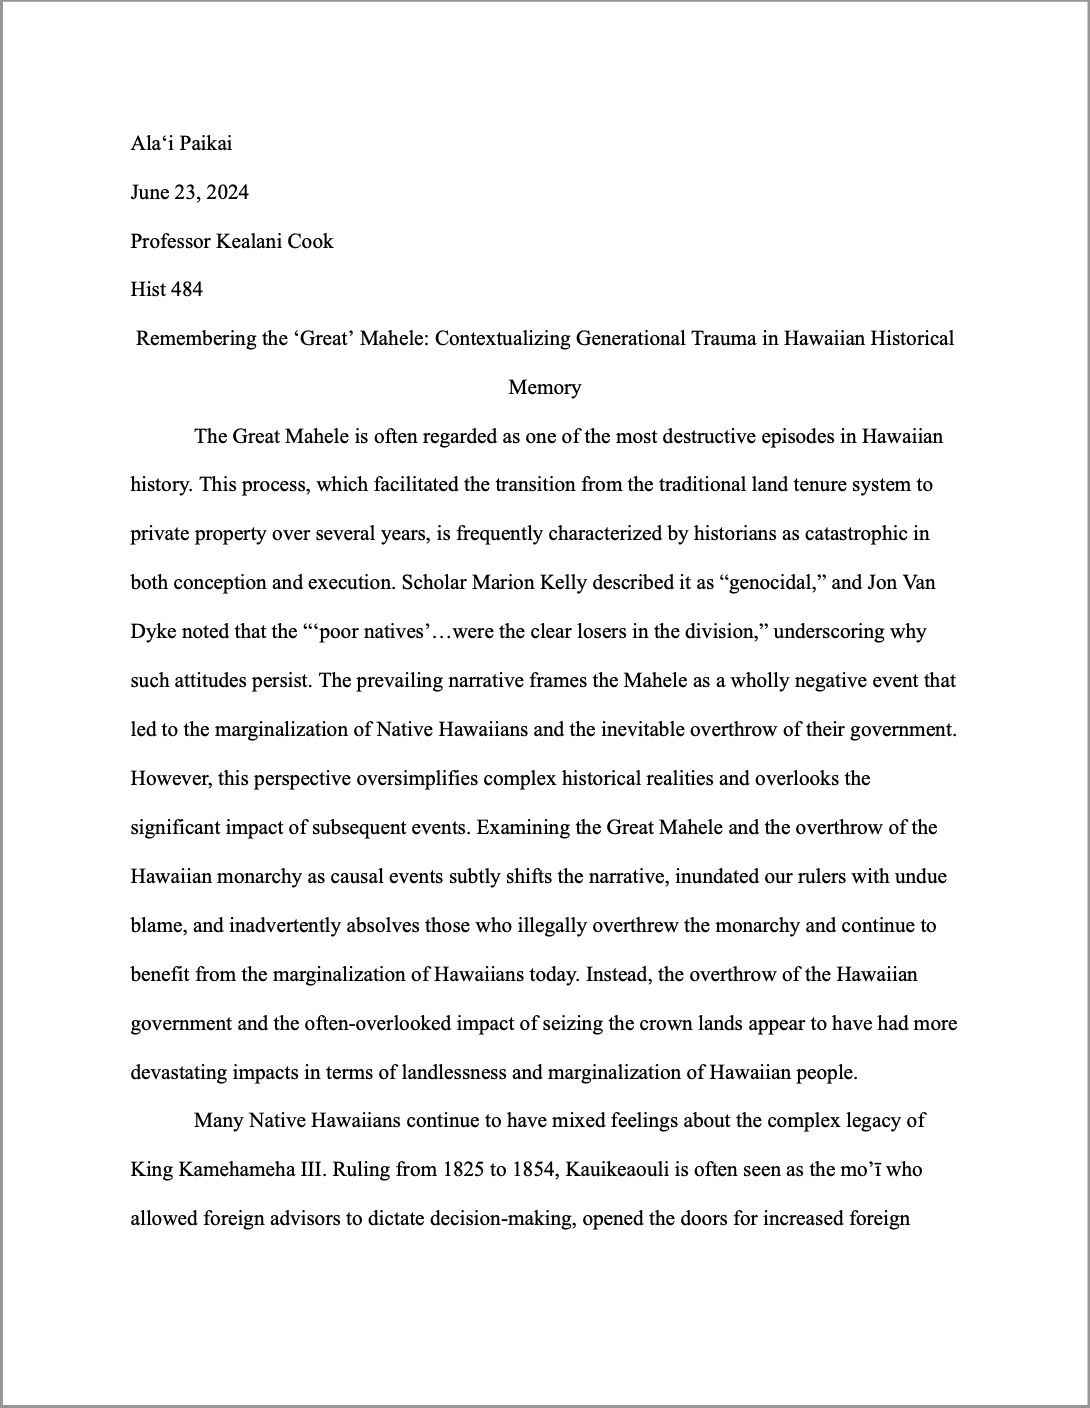 Ala‘i Paikai
June 23, 2024
Professor Kealani Cook
Hist 484
Remembering the ‘Great’ Mahele: Contextualizing Generational Trauma in Hawaiian Historical
Memory
The Great Mahele is often regarded as one of the most destructive episodes in Hawaiian
history. This process, which facilitated the transition from the traditional land tenure system to
private property over several years, is frequently characterized by historians as catastrophic in
both conception and execution. Scholar Marion Kelly described it as “genocidal,” and Jon Van
Dyke noted that the “‘poor natives’…were the clear losers in the division,” underscoring why
such attitudes persist. The prevailing narrative frames the Mahele as a wholly negative event that
led to the marginalization of Native Hawaiians and the inevitable overthrow of their government.
However, this perspective oversimplifies complex historical realities and overlooks the
significant impact of subsequent events. Examining the Great Mahele and the overthrow of the
Hawaiian monarchy as causal events subtly shifts the narrative, inundated our rulers with undue
blame, and inadvertently absolves those who illegally overthrew the monarchy and continue to
benefit from the marginalization of Hawaiians today. Instead, the overthrow of the Hawaiian
government and the often-overlooked impact of seizing the crown lands appear to have had more
devastating impacts in terms of landlessness and marginalization of Hawaiian people.
Many Native Hawaiians continue to have mixed feelings about the complex legacy of
King Kamehameha III. Ruling from 1825 to 1854, Kauikeaouli is often seen as the mo’ī who
allowed foreign advisors to dictate decision-making, opened the doors for increased foreign